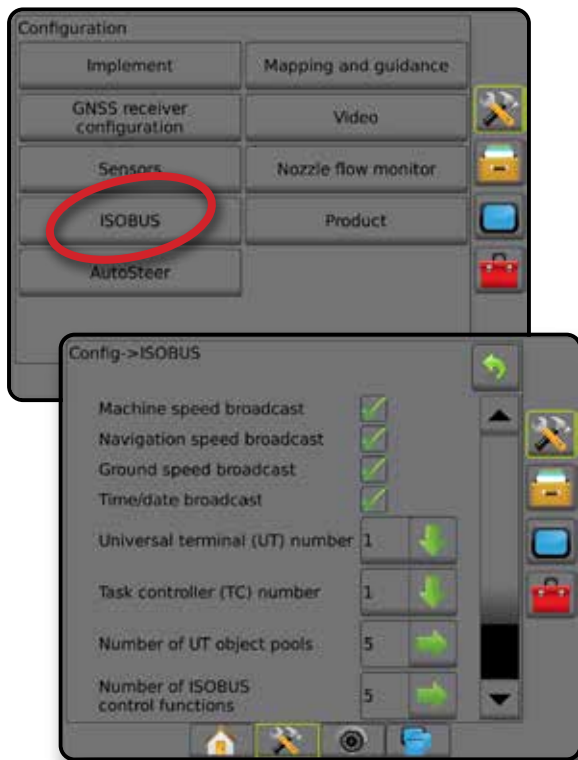 Configuration
Implement
Mapping and guidance
GNSS receiver
configuration
Video
Sensors
Nozzle flow monitor
ISOBUS
Product
AutoSteer
Config->ISOBUS
Machine speed broadcast
Navigation speed broadcast
Ground speed broadcast
Time/date broadcast
Universal terminal (UT) number 1
Task controller (TC) number 1
Number of UT object pools 5
Number of ISOBUS
control functions 5